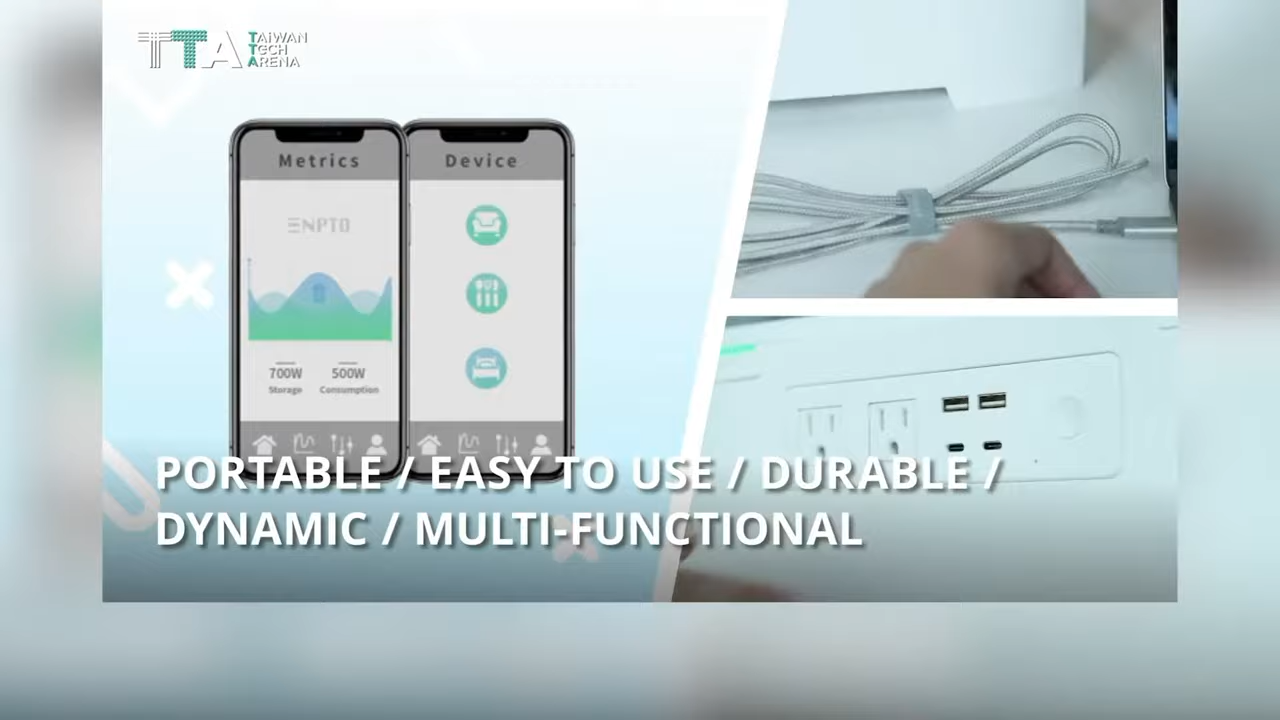 TTA TAIWAN
TECH
ARENA
Metrics
Device
ENPTO
700W
500W
Storage
Consumption
PORTABLE / EASY TO USE / DURABLE /
DYNAMIC / MULTI-FUNCTIONAL